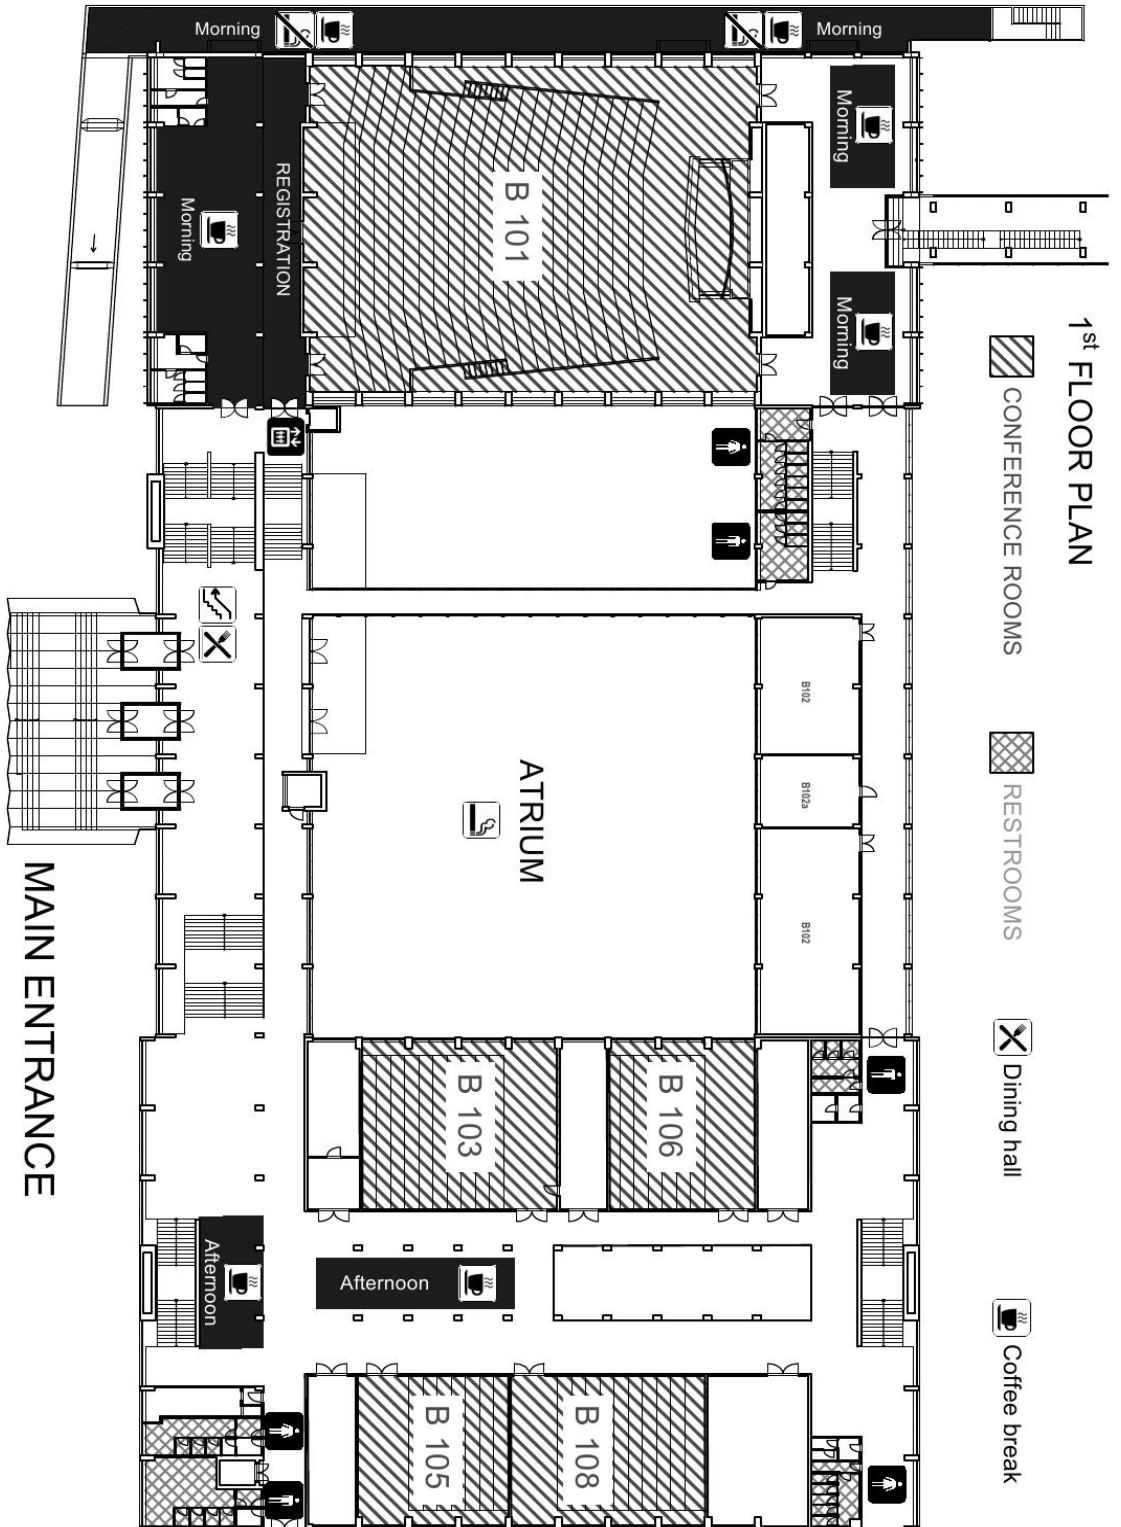 1st FLOOR PLAN
CONFERENCE ROOMS
RESTROOMS
Dining hall
Coffee break
Morning
Morning
Morning
Morning
Morning
REGISTRATION
B 101
B102
B102a
B102
ATRIUM
MAIN ENTRANCE
B 103
B 106
Afternoon
Afternoon
B 105
B 108